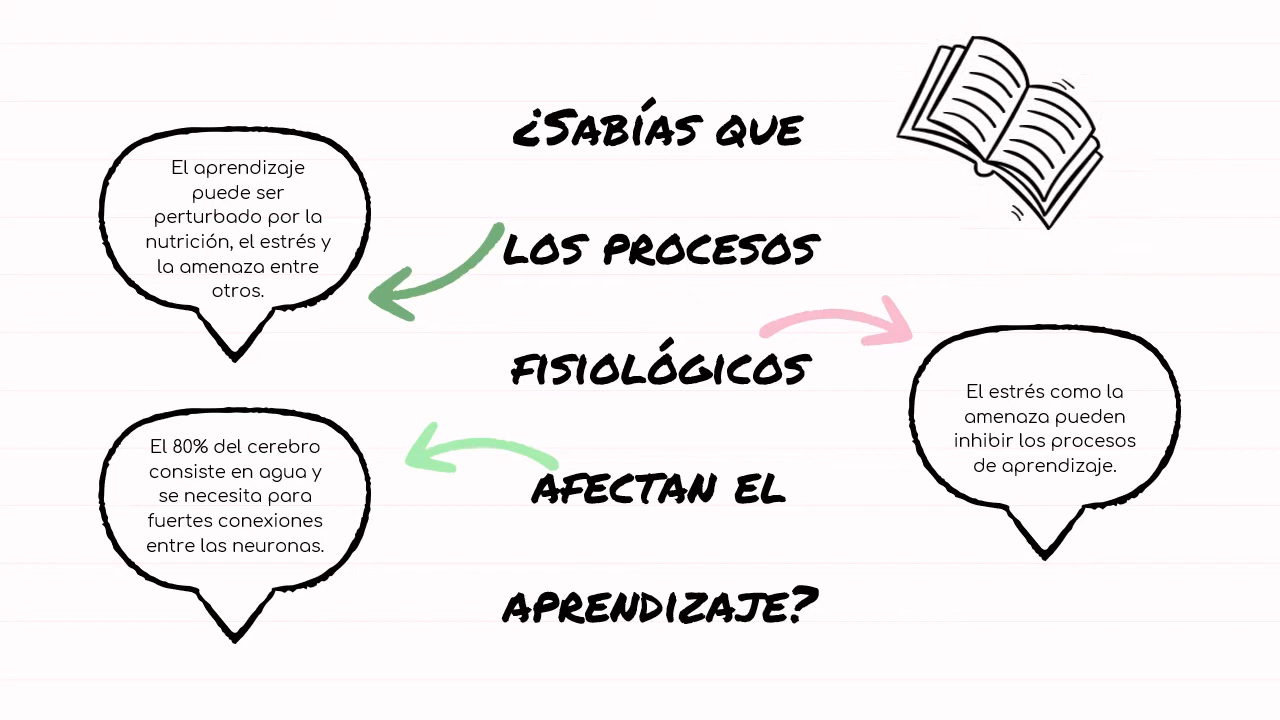 ¿SABÍAS QUE
LOS PROCESOS
FISIOLÓGICOS
AFECTAN EL
APRENDIZAJE?
El aprendizaje
puede ser
perturbado por la
nutrición, el estrés y
la amenaza entre
otros.
El 80% del cerebro
consiste en agua y
se necesita para
fuertes conexiones
entre las neuronas.
El estrés como la
amenaza pueden
inhibir los procesos
de aprendizaje.